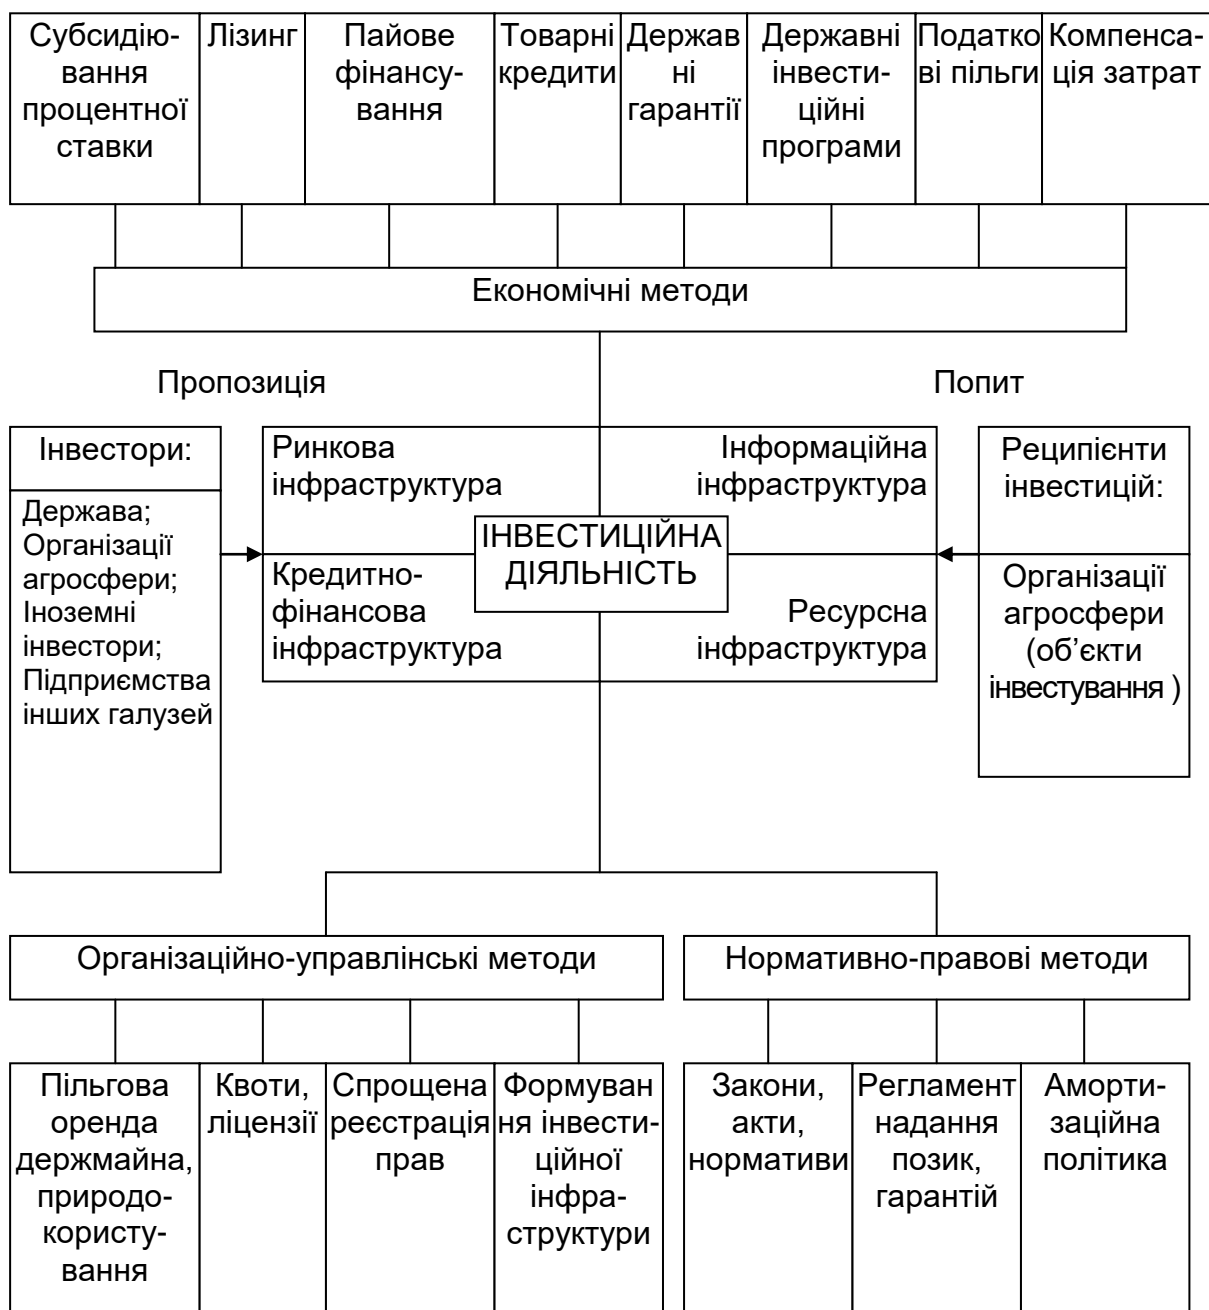 Субсидію-
вання
процентної
ставки
Лізинг
Пайове
фінансу-
вання
Товарні
кредити
Держав
ні
гарантії
Державні
інвести-
ційні
програми
Податко
ві пільги
Компенса-
ція затрат
Економічні методи
Пропозиція
Попит
Інвестори:
Держава;
Організації
агросфери;
Іноземні
інвестори;
Підприємства
інших галузей
Ринкова
інфраструктура
Інформаційна
інфраструктура
ІНВЕСТИЦІЙНА
ДІЯЛЬНІСТЬ
Кредитно-
фінансова
інфраструктура
Ресурсна
інфраструктура
Реципієнти
інвестицій:
Організації
агросфери
(об’єкти
інвестування )
Організаційно-управлінські методи
Нормативно-правові методи
Пільгова
оренда
держмайна,
природо-
користу-
вання
Квоти,
ліцензії
Спрощена
реєстрація
прав
Формуван
ня інвести-
ційної
інфра-
структури
Закони,
акти,
нормативи
Регламент
надання
позик,
гарантій
Аморти-
заційна
політика